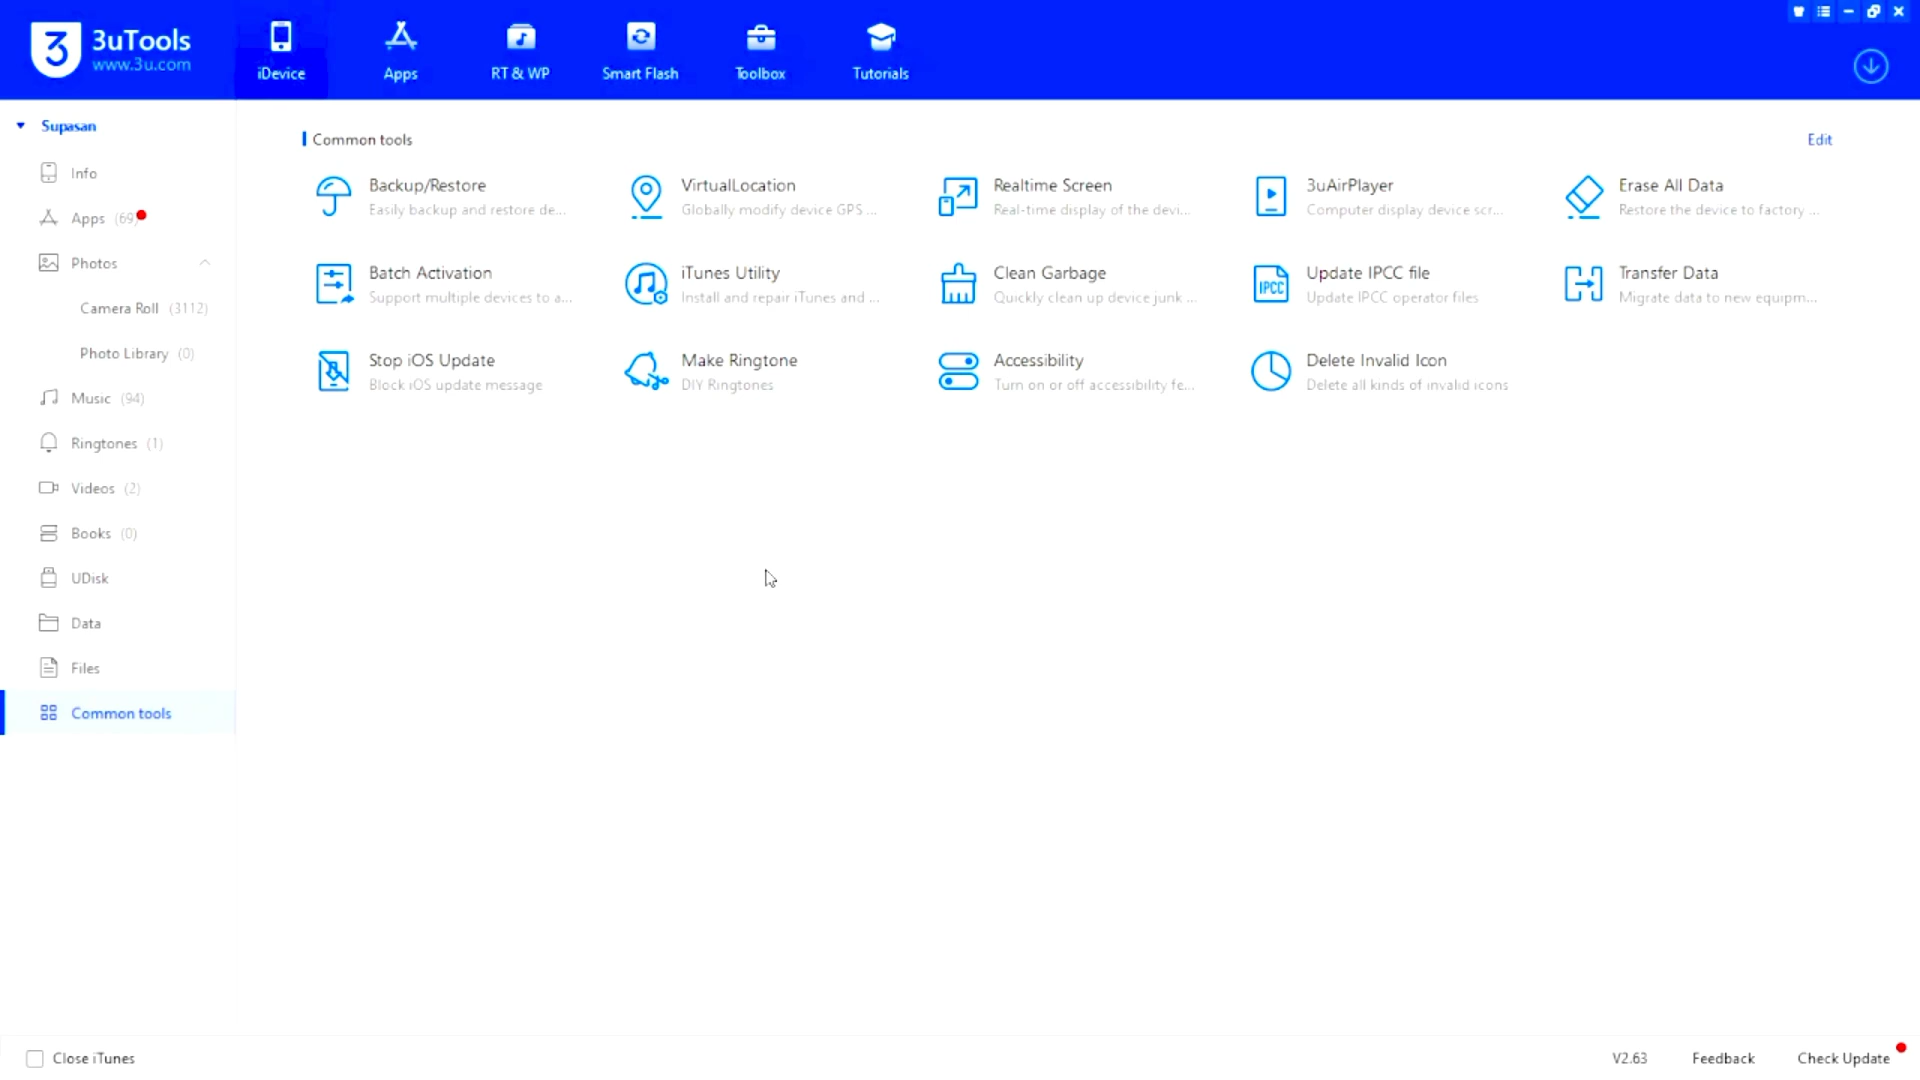 3uTools
www.3u.com
iDevice
Apps
RT & WP
Smart Flash
Toolbox
Tutorials
Supasan
Info
Apps (69)
Photos
Camera Roll (3112)
Photo Library (0)
Music (94)
Ringtones (1)
Videos (2)
Books (0)
UDisk
Data
Files
Common tools
Common tools
Edit
Backup/Restore
Easily backup and restore de...
VirtualLocation
Globally modify device GPS ...
Realtime Screen
Real-time display of the devi...
3uAirPlayer
Computer display device scr...
Erase All Data
Restore the device to factory ...
Batch Activation
Support multiple devices to a...
iTunes Utility
Install and repair iTunes and ...
Clean Garbage
Quickly clean up device junk ...
IPCC
Update IPCC file
Update IPCC operator files
Transfer Data
Migrate data to new equipm...
Stop iOS Update
Block iOS update message
Make Ringtone
DIY Ringtones
Accessibility
Turn on or off accessibility fe...
Delete Invalid Icon
Delete all kinds of invalid icons
Close iTunes
V2.63
Feedback
Check Update